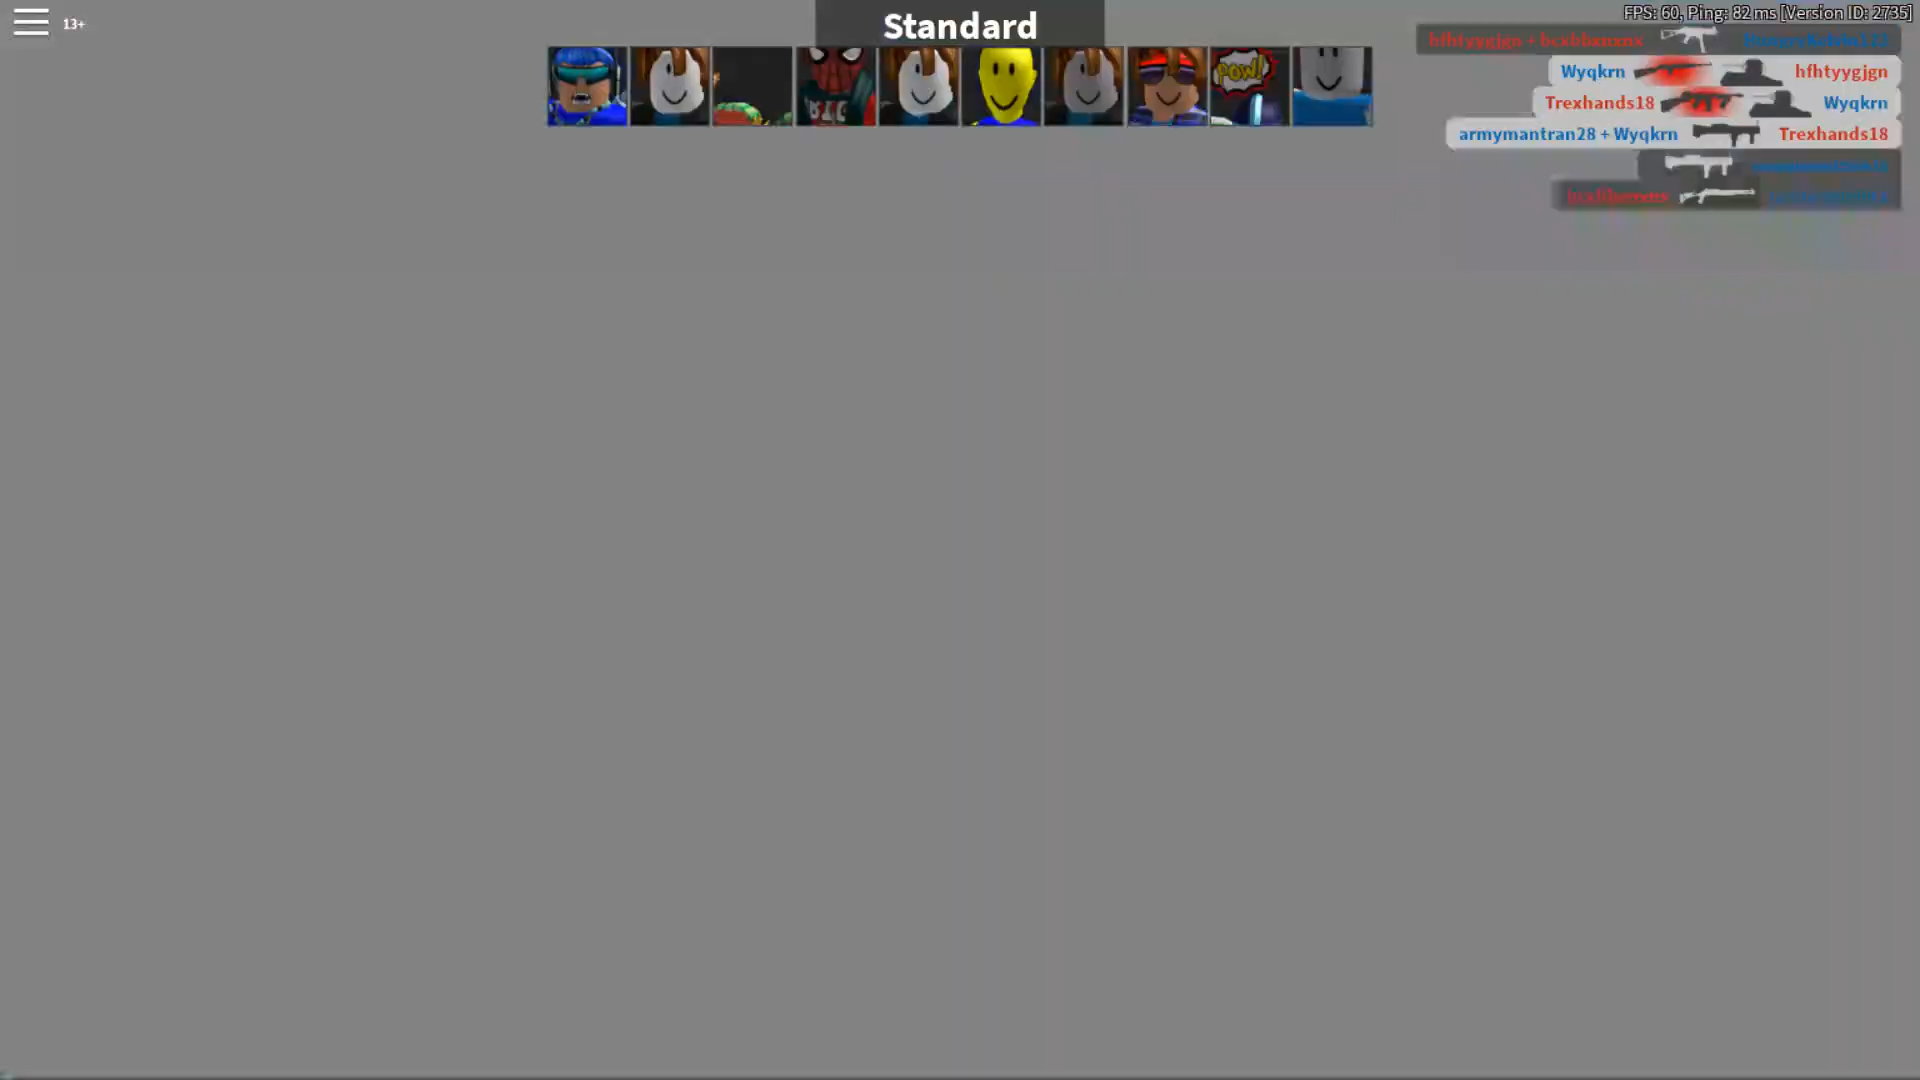 13+
Standard
FPS: 60, Ping: 82 ms [Version ID: 2735]
hfhtyygjgn + bcxbbxnxnx
Wyqkrn hfhtyygjgn
Trexhands18 Wyqkrn
armymantran28 + Wyqkrn Trexhands18
POW!